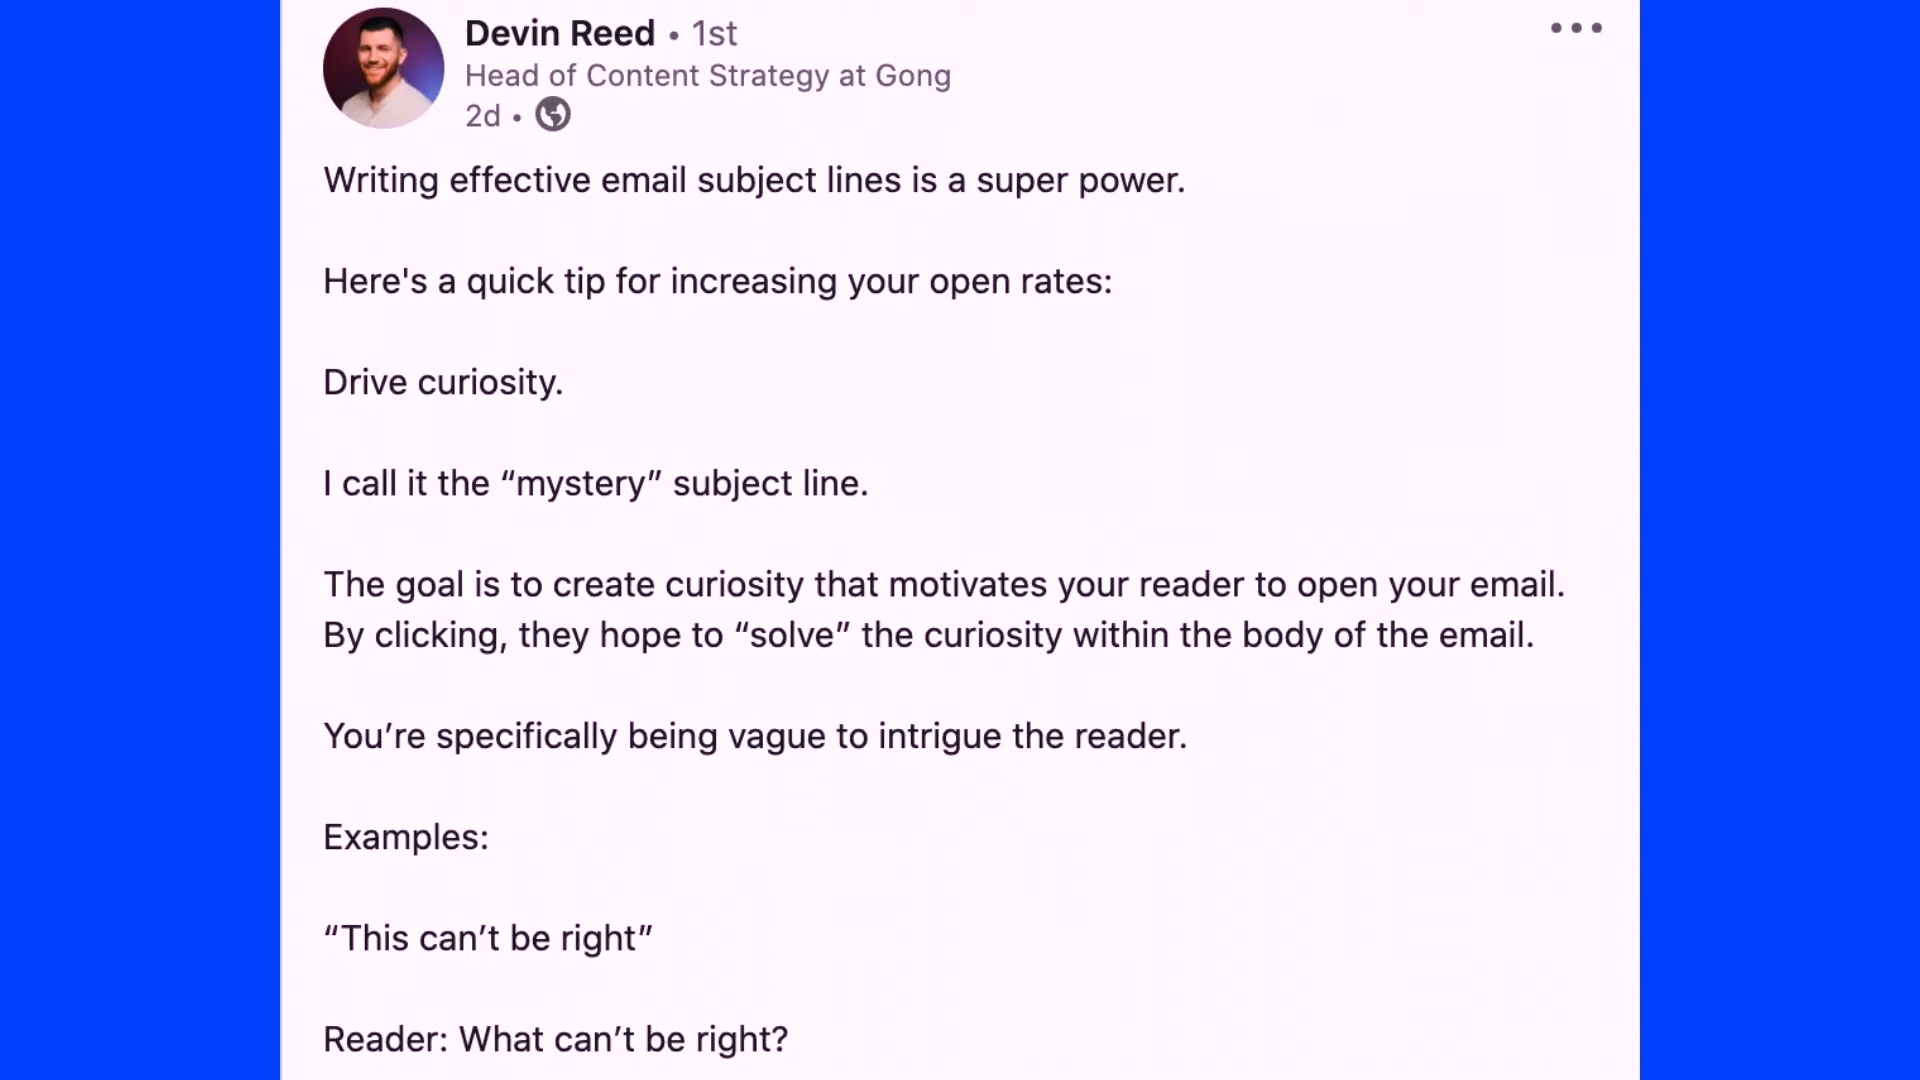 Devin Reed • 1st
Head of Content Strategy at Gong
2d •
Writing effective email subject lines is a super power.
Here's a quick tip for increasing your open rates:
Drive curiosity.
I call it the “mystery” subject line.
The goal is to create curiosity that motivates your reader to open your email.
By clicking, they hope to “solve” the curiosity within the body of the email.
You’re specifically being vague to intrigue the reader.
Examples:
“This can’t be right”
Reader: What can’t be right?